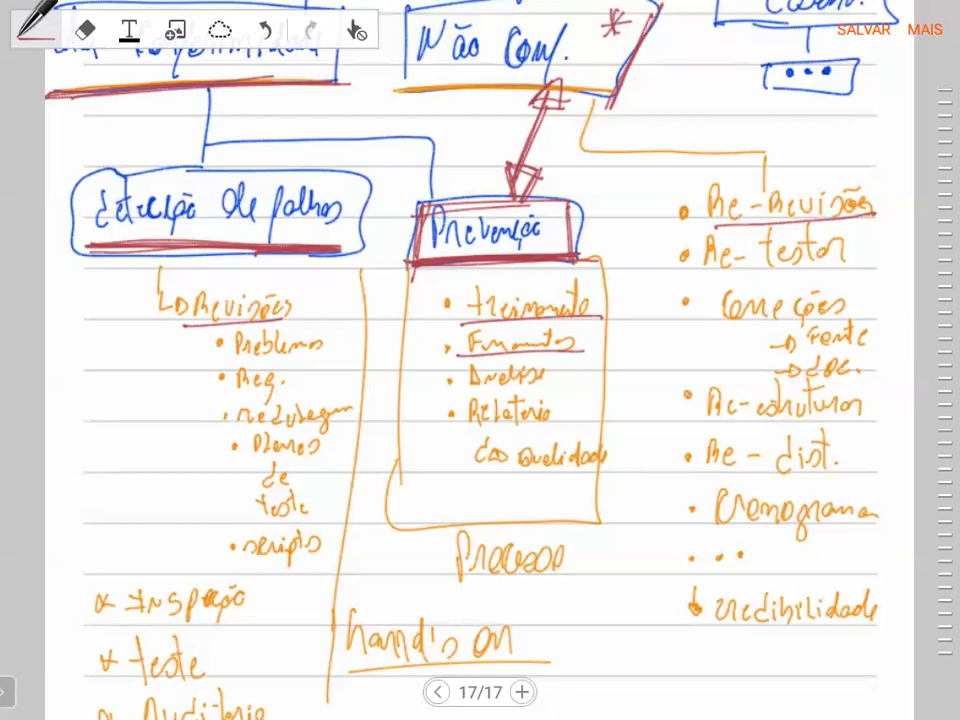 SALVAR MAIS
Não Conf.
*
•••
Detecção de falhas
Prevenção
Revisões
• Problemas
• Req.
• modelagem
• Planos
de
teste
• scripts
× Inspeção
× teste
× Auditoria
• treinamento
•
• Análise
• Relatório
da qualidade
Processo
hand's on
• Re-Revisões
• Re-testar
• Correções
→ Fonte
→ doc.
• Re-estruturar
• Re-dist.
• Cronograma
• • •
↓ credibilidade
17/17